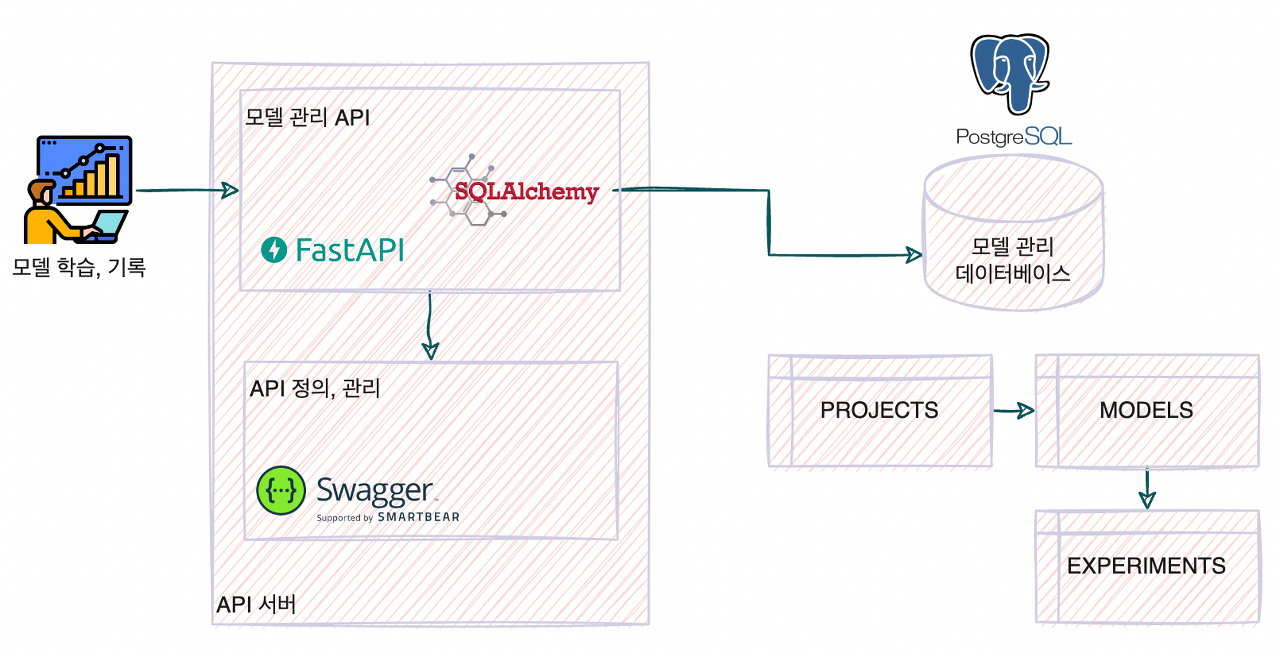 모델 학습, 기록
모델 관리 API
SQLAlchemy
FastAPI
API 정의, 관리
Swagger
Supported by SMARTBEAR
API 서버
PostgreSQL
모델 관리
데이터베이스
PROJECTS
MODELS
EXPERIMENTS